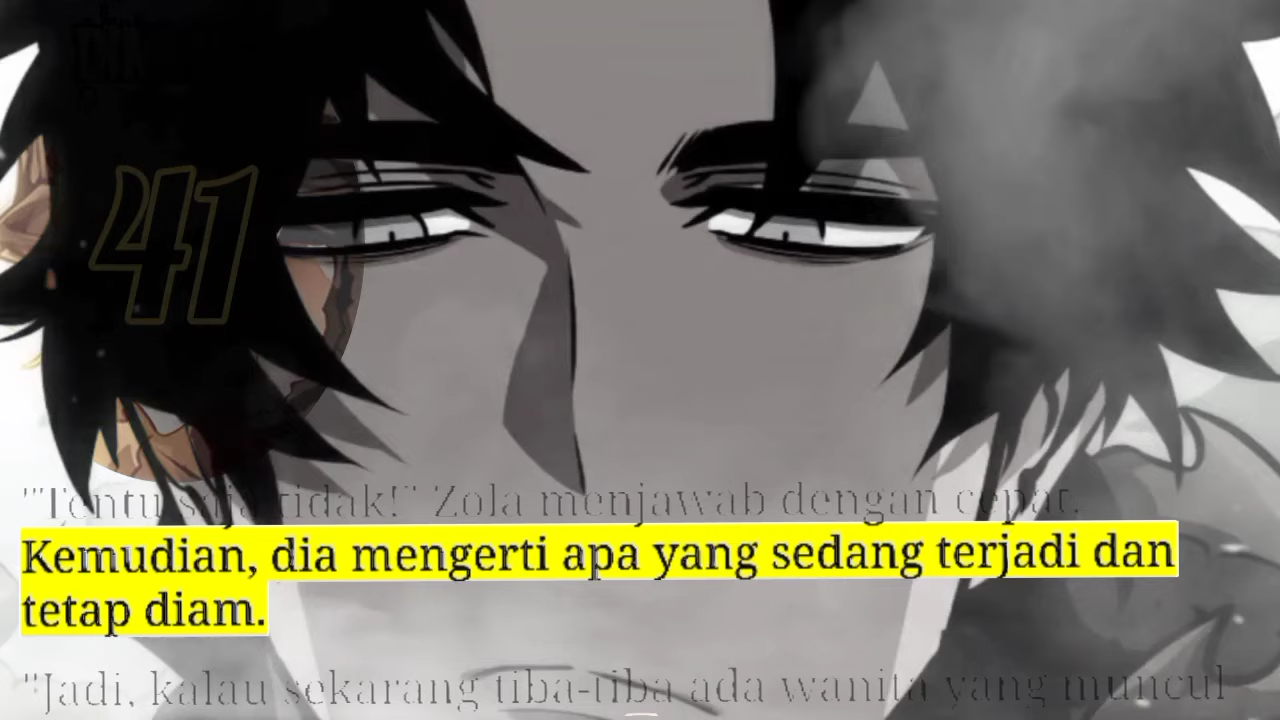 DIA
41
"Tentu saja tidak!" Zola menjawab dengan cepat.
Kemudian, dia mengerti apa yang sedang terjadi dan
tetap diam.
"Jadi, kalau sekarang tiba-tiba ada wanita yang muncul